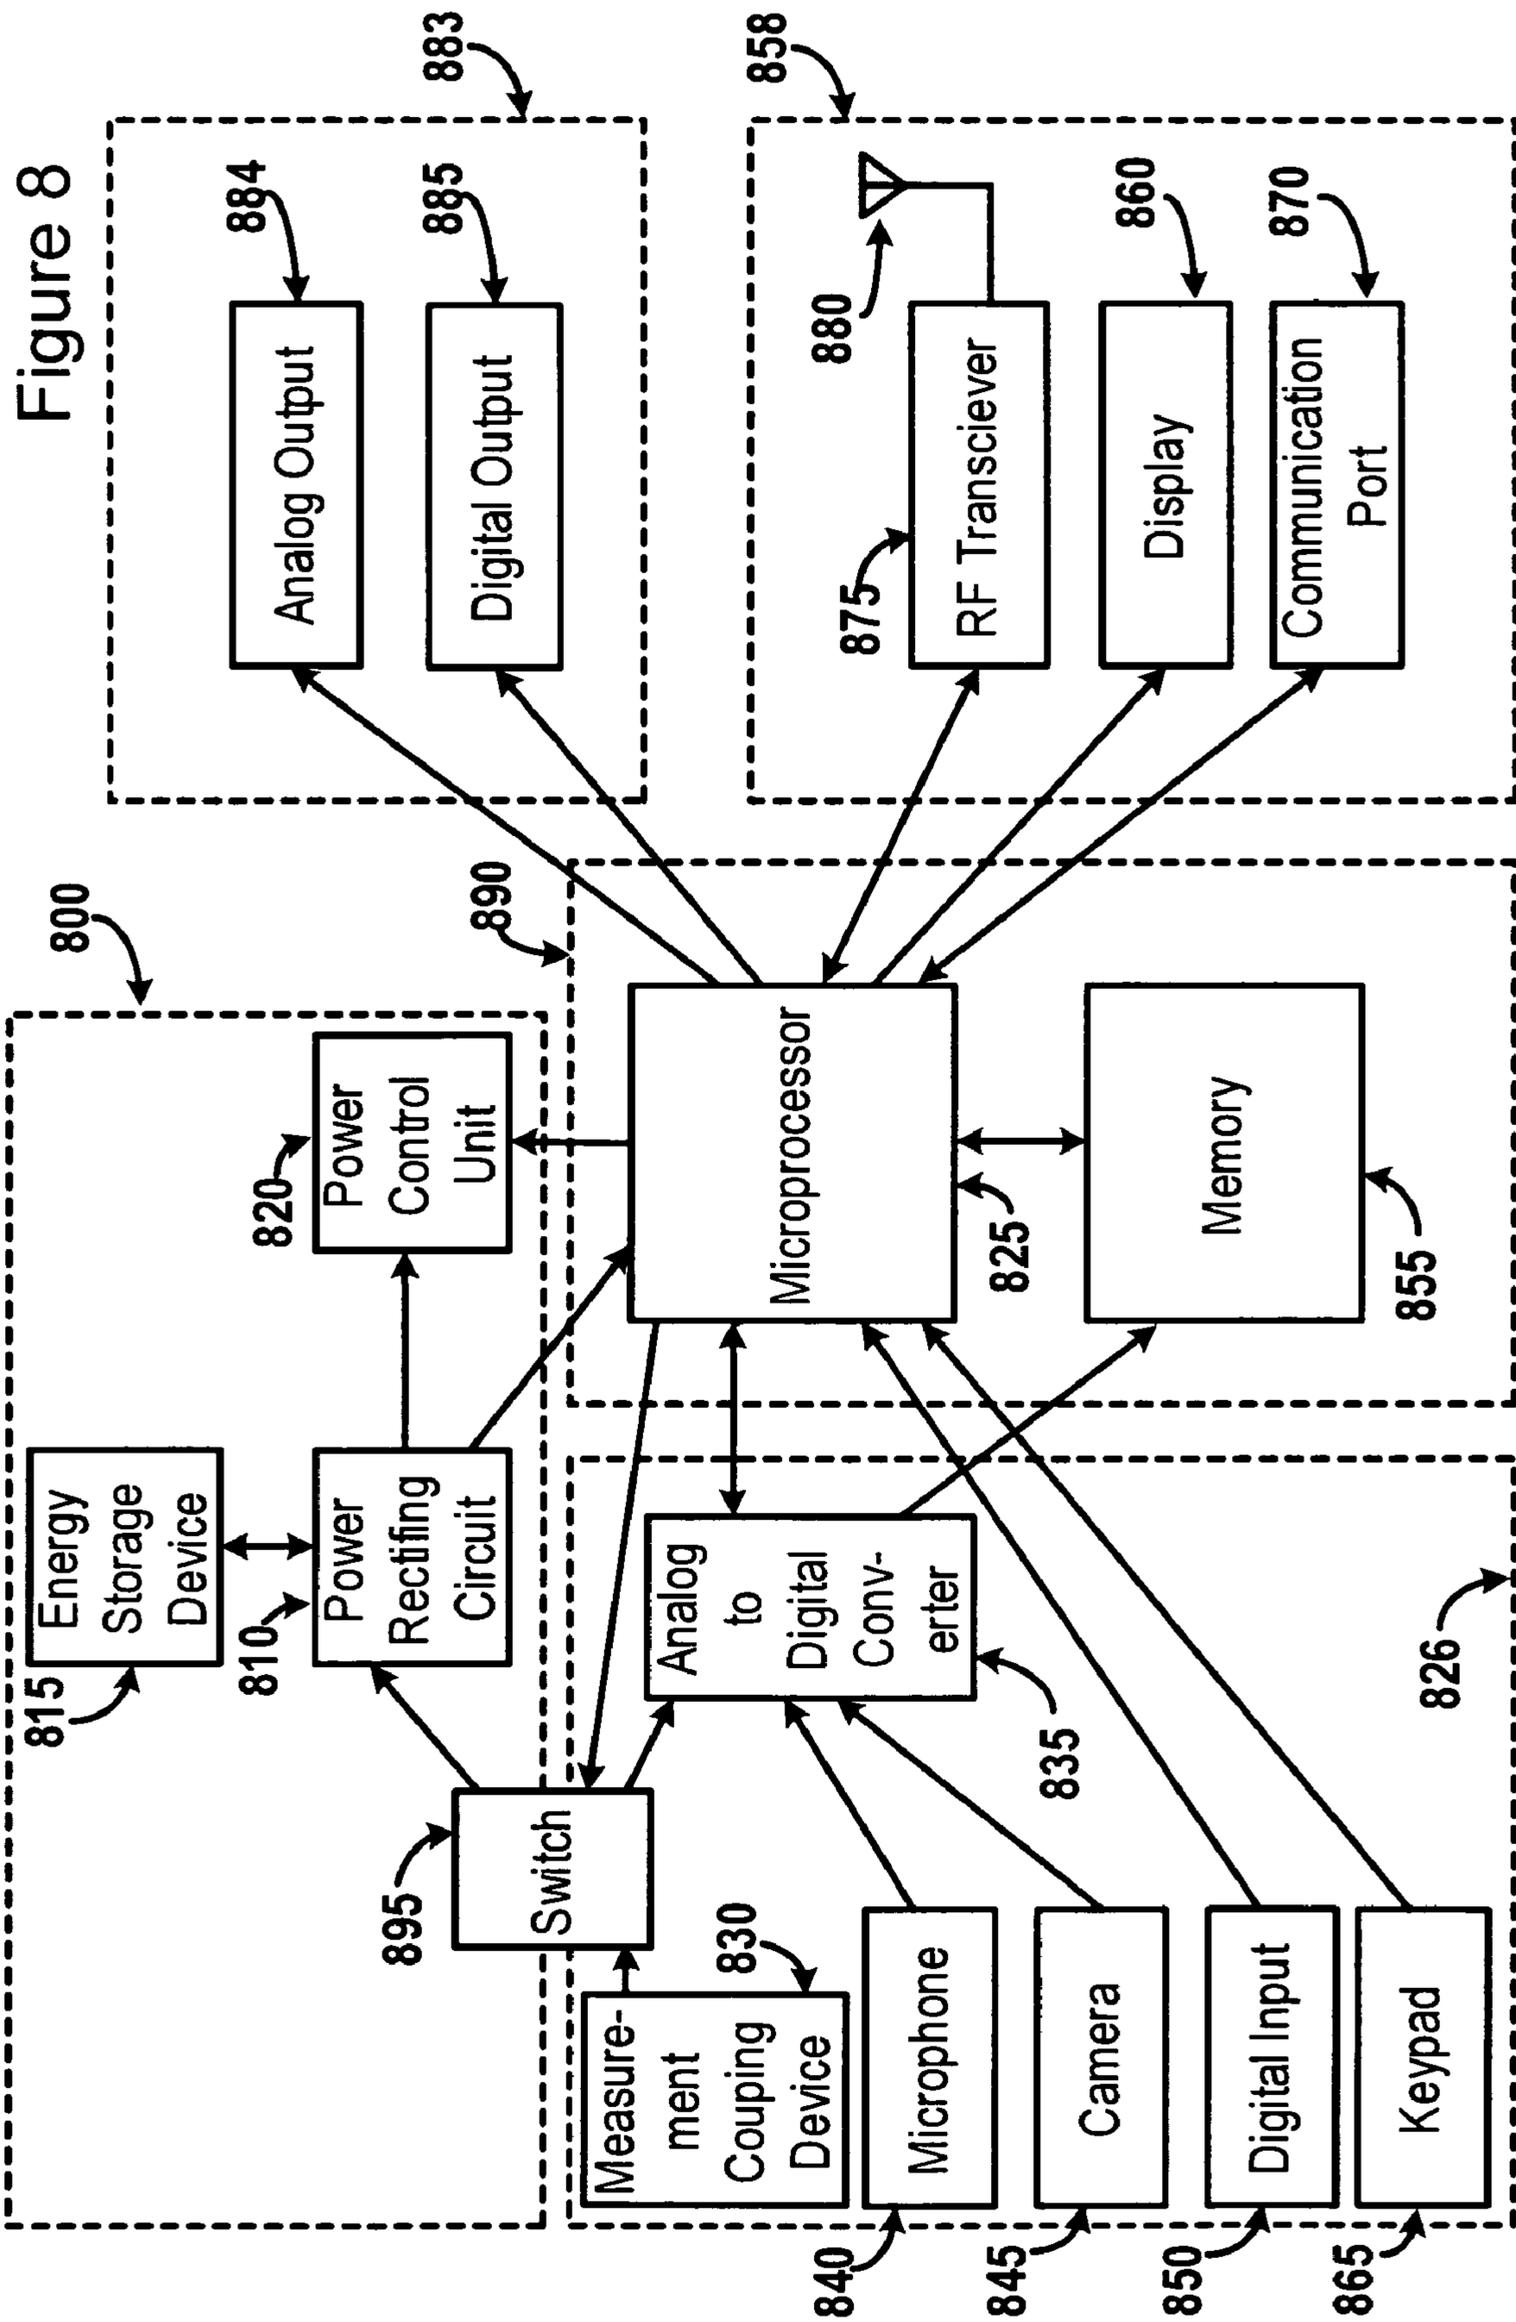 Figure 8
800
815
Energy
Storage
Device
810
Power
Rectifing
Circuit
820
Power
Control
Unit
895
Switch
830
Measure-
ment
Couping
Device
840
Microphone
845
Camera
850
Digital Input
865
Keypad
Analog
to
Digital
Conv-
erter
835
826
890
Microprocessor
825
Memory
855
883
884
Analog Output
885
Digital Output
858
880
875
RF Transciever
860
Display
870
Communication
Port